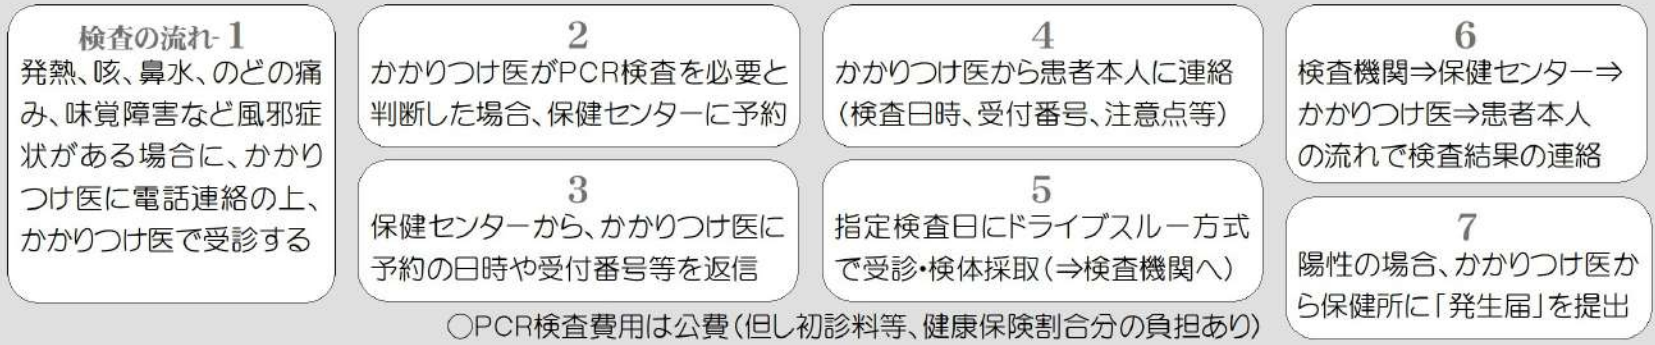 検査の流れ-1
発熱、咳、鼻水、のどの痛
み、味覚障害など風邪症
状がある場合に、かかり
つけ医に電話連絡の上、
かかりつけ医で受診する
2
かかりつけ医がPCR検査を必要と
判断した場合、保健センターに予約
3
保健センターから、かかりつけ医に
予約の日時や受付番号等を返信
4
かかりつけ医から患者本人に連絡
(検査日時、受付番号、注意点等)
5
指定検査日にドライブスルー方式
で受診・検体採取(⇒検査機関へ)
6
検査機関⇒保健センター⇒
かかりつけ医⇒患者本人
の流れで検査結果の連絡
7
陽性の場合、かかりつけ医か
ら保健所に「発生届」を提出
○PCR検査費用は公費(但し初診料等、健康保険割合分の負担あり)